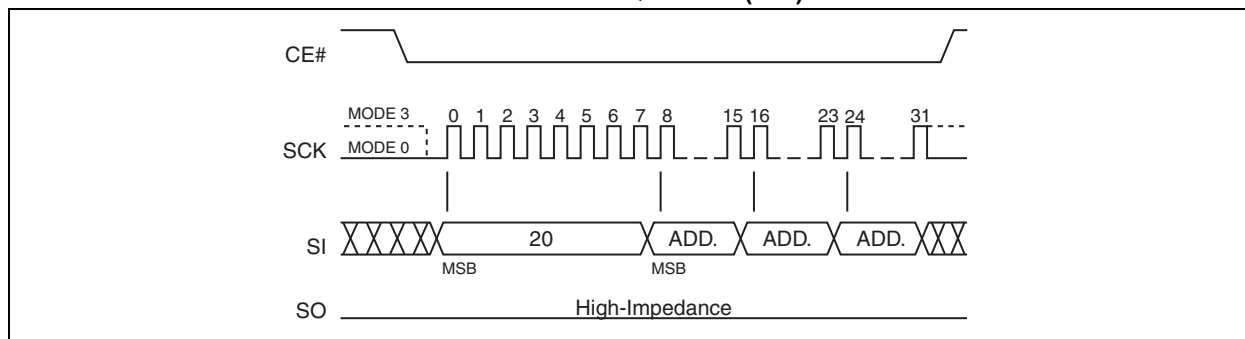 CE#
MODE 3
0 1 2 3 4 5 6 7 8 15 16 23 24 31
SCK
MODE 0
SI
20 ADD. ADD. ADD.
MSB MSB
SO
High-Impedance